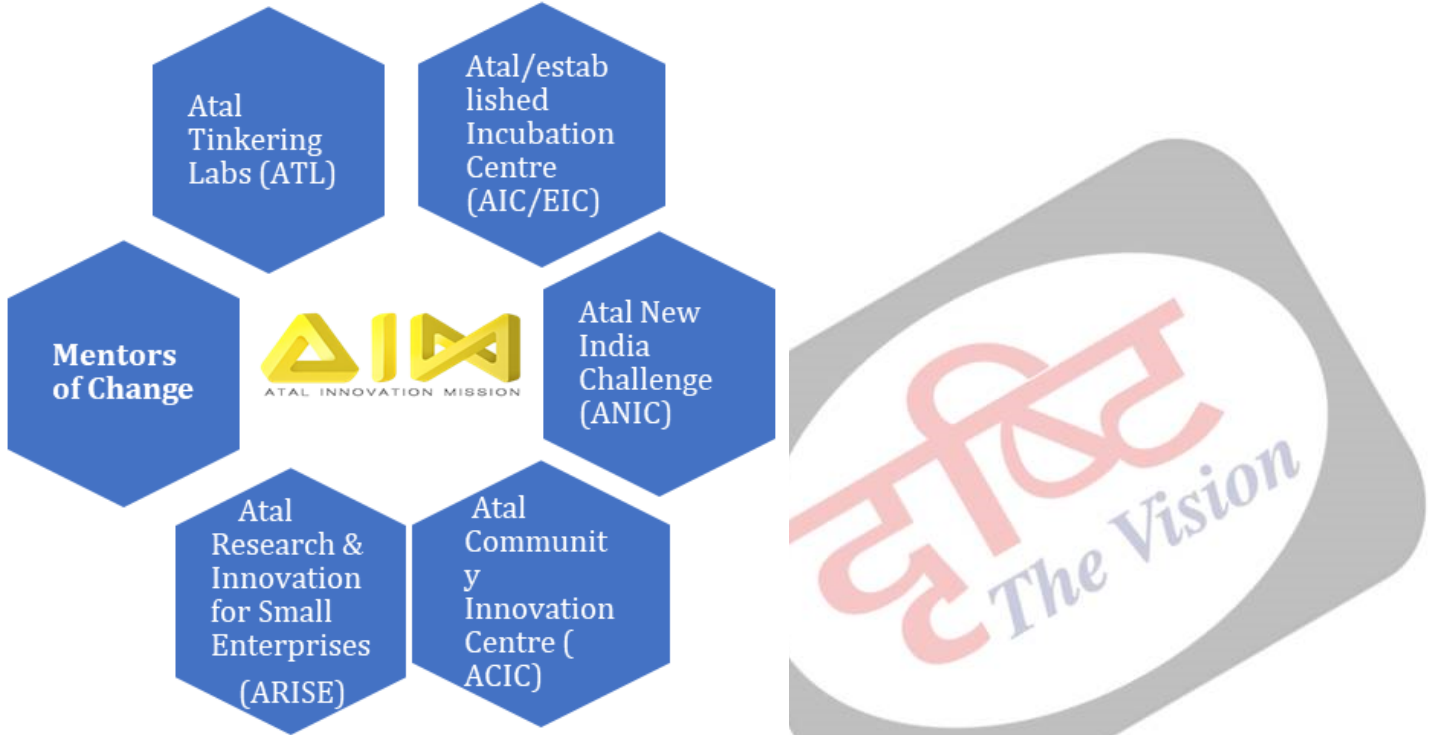 Atal
Tinkering
Labs (ATL)
Atal/estab
lished
Incubation
Centre
(AIC/EIC)
Mentors
of Change
ATAL INNOVATION MISSION
Atal New
India
Challenge
(ANIC)
Atal
Research &
Innovation
for Small
Enterprises
(ARISE)
Atal
Communit
y
Innovation
Centre (
ACIC)
AIM
दृष्टि
The Vision